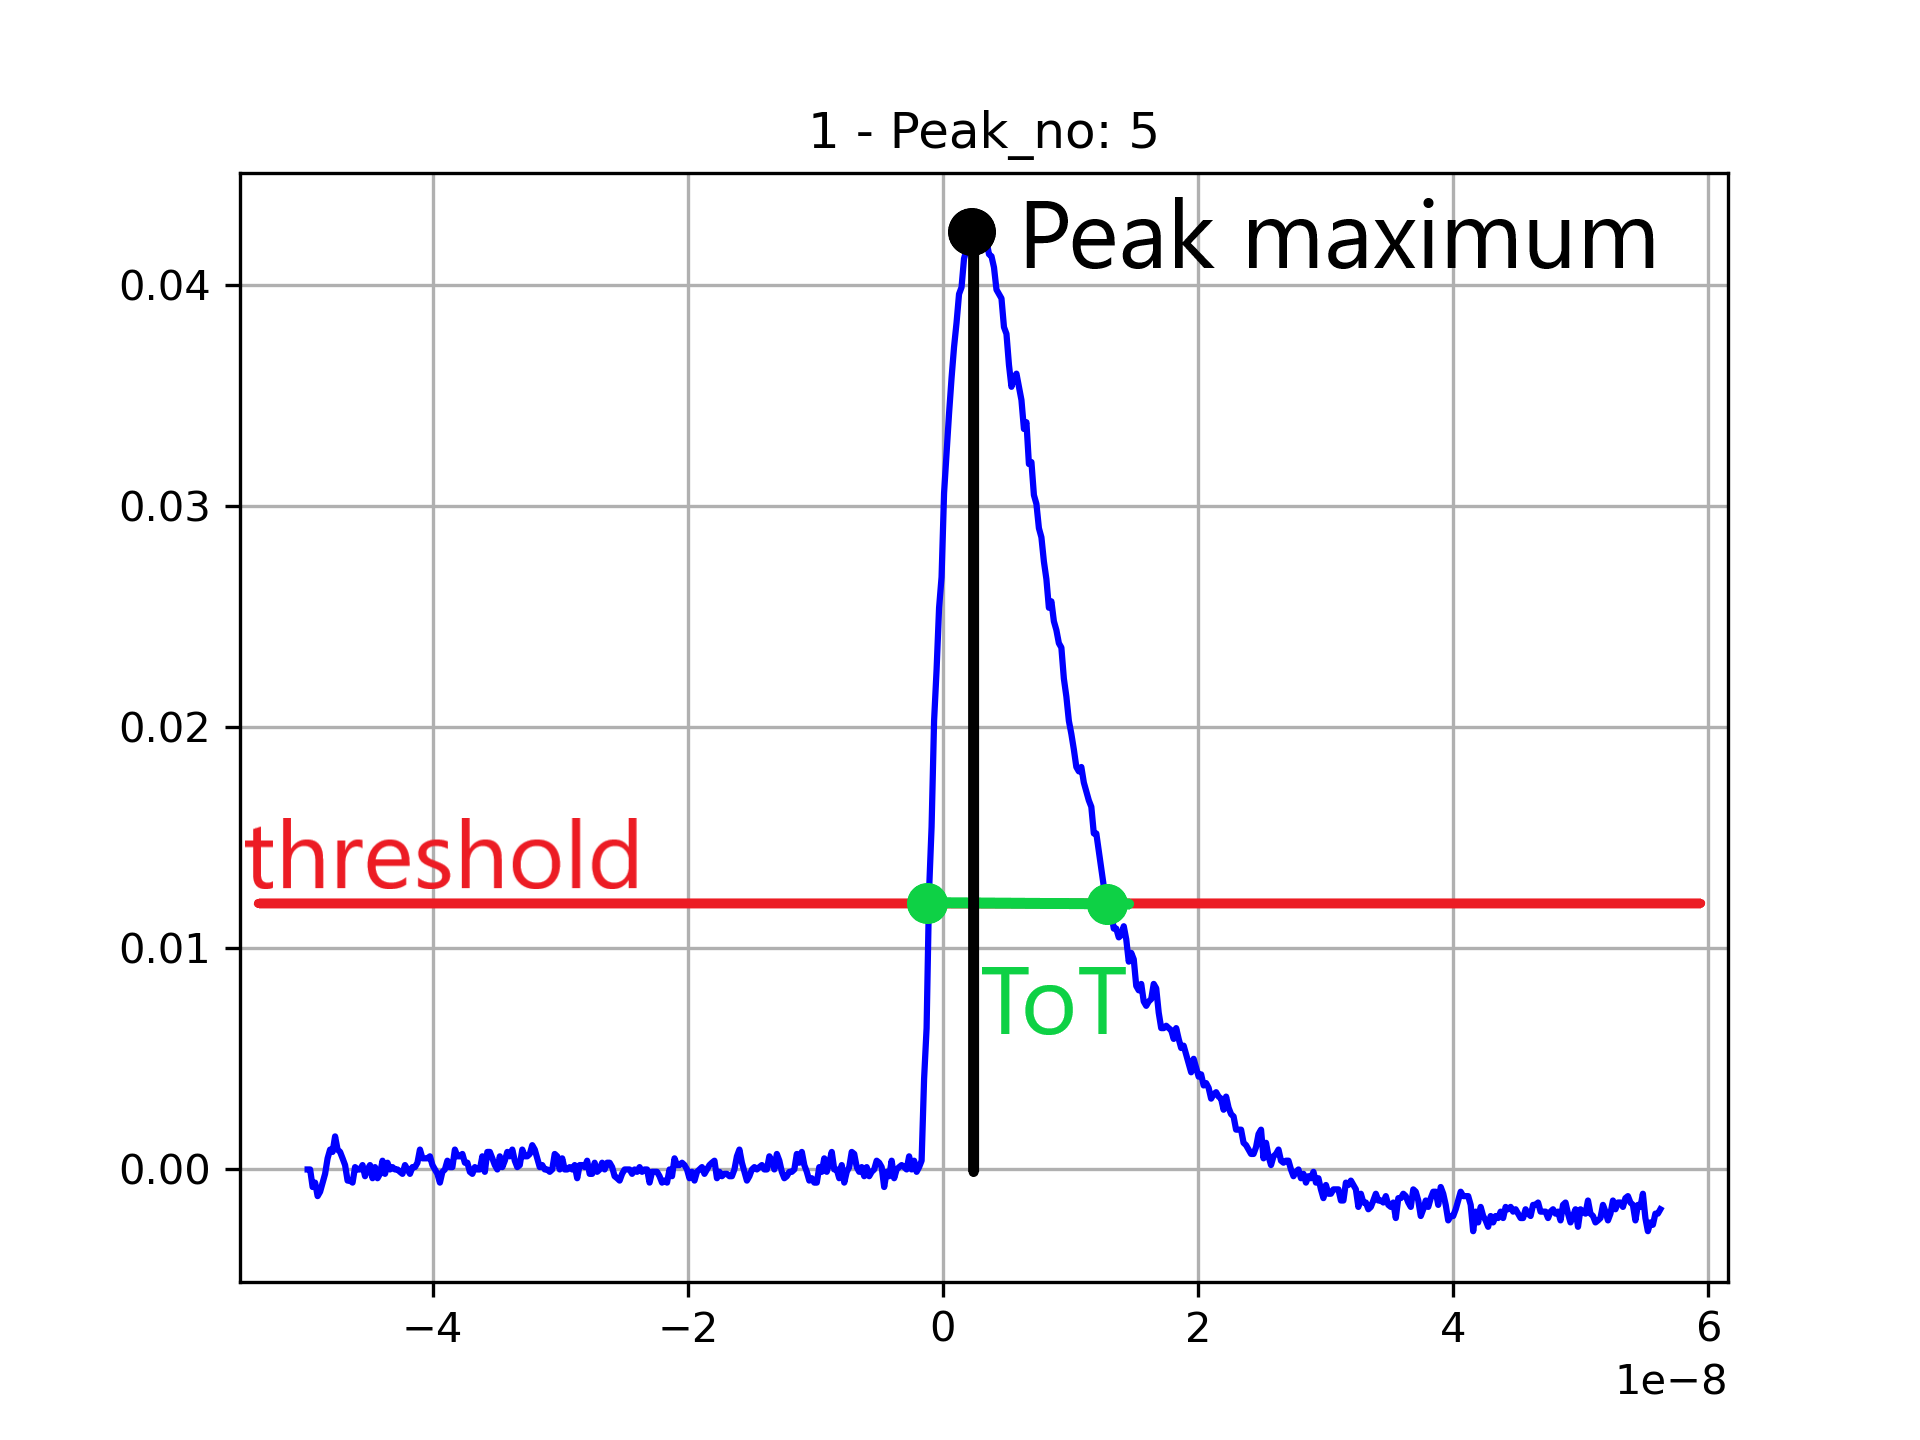 1 - Peak_no: 5
Peak maximum
0.04
0.03
0.02
threshold
0.01
ToT
0.00
−4 −2 0 2 4 6
1e−8